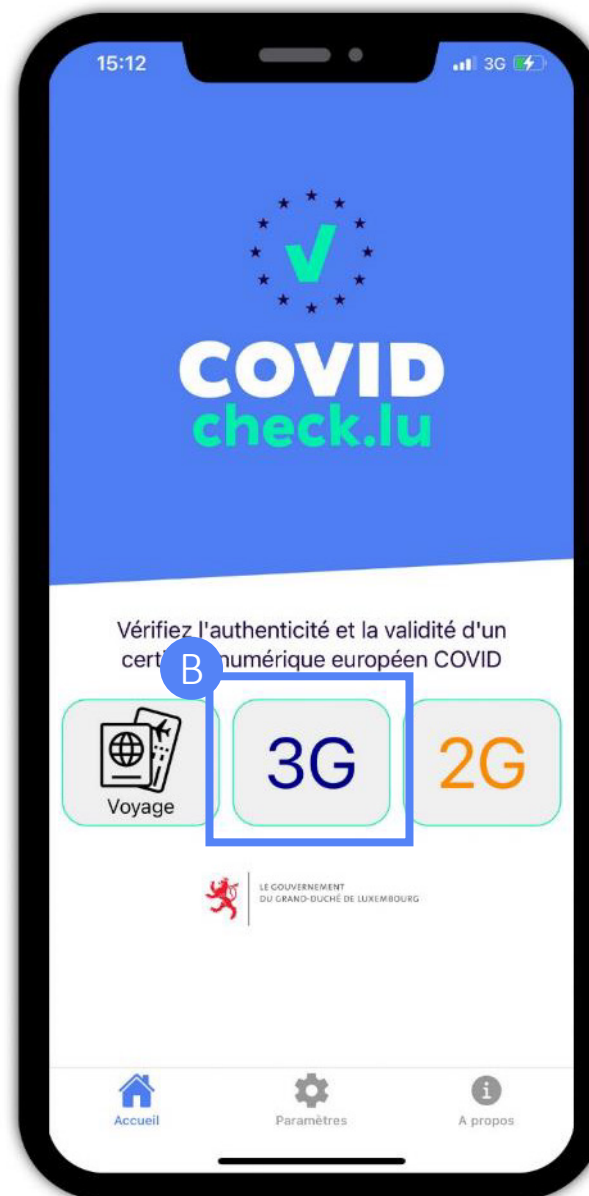 15:12
3G
COVID
check.lu
Vérifiez l'authenticité et la validité d'un
numérique européen COVID
B
Voyage
3G
2G
LE GOUVERNEMENT
DU GRAND-DUCHÉ DE LUXEMBOURG
Accueil
Paramètres
A propos